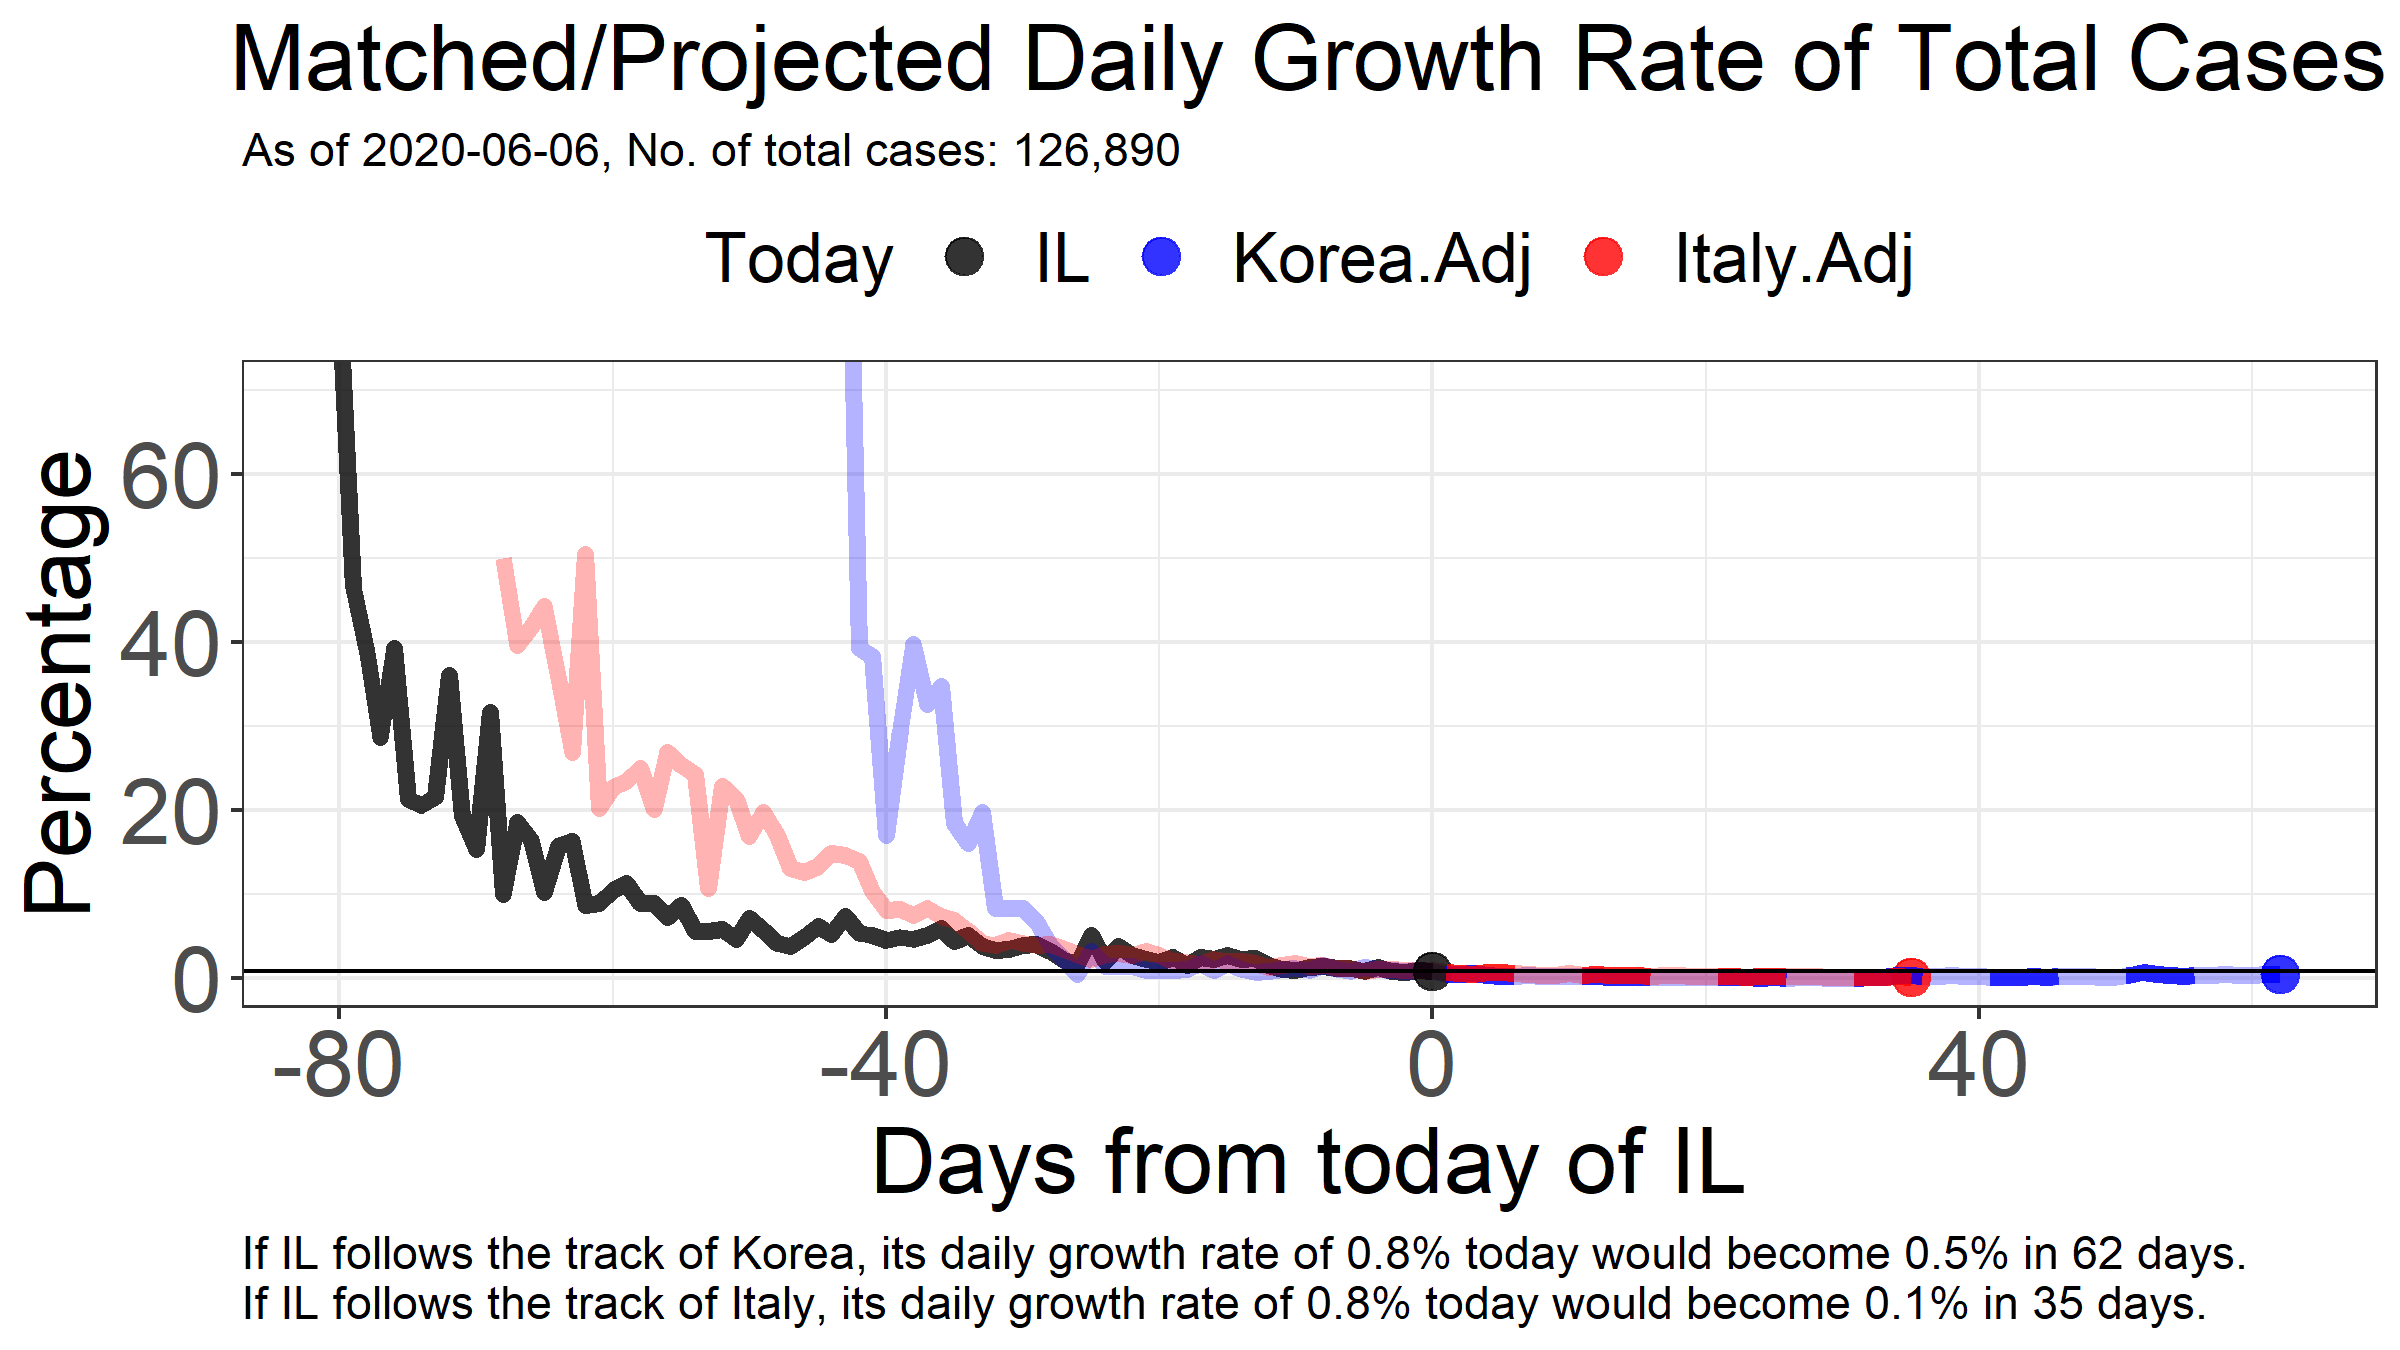 Matched/Projected Daily Growth Rate of Total Cases
As of 2020-06-06, No. of total cases: 126,890
Today IL Korea.Adj Italy.Adj
Percentage
60
40
20
0
-80 -40 0 40
Days from today of IL
If IL follows the track of Korea, its daily growth rate of 0.8% today would become 0.5% in 62 days.
If IL follows the track of Italy, its daily growth rate of 0.8% today would become 0.1% in 35 days.